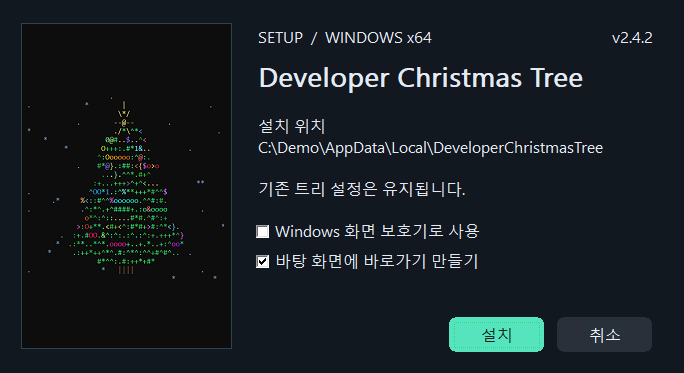 SETUP / WINDOWS x64
v2.4.2
Developer Christmas Tree
설치 위치
C:\Demo\AppData\Local\DeveloperChristmasTree
기존 트리 설정은 유지됩니다.
Windows 화면 보호기로 사용
바탕 화면에 바로가기 만들기
설치
취소